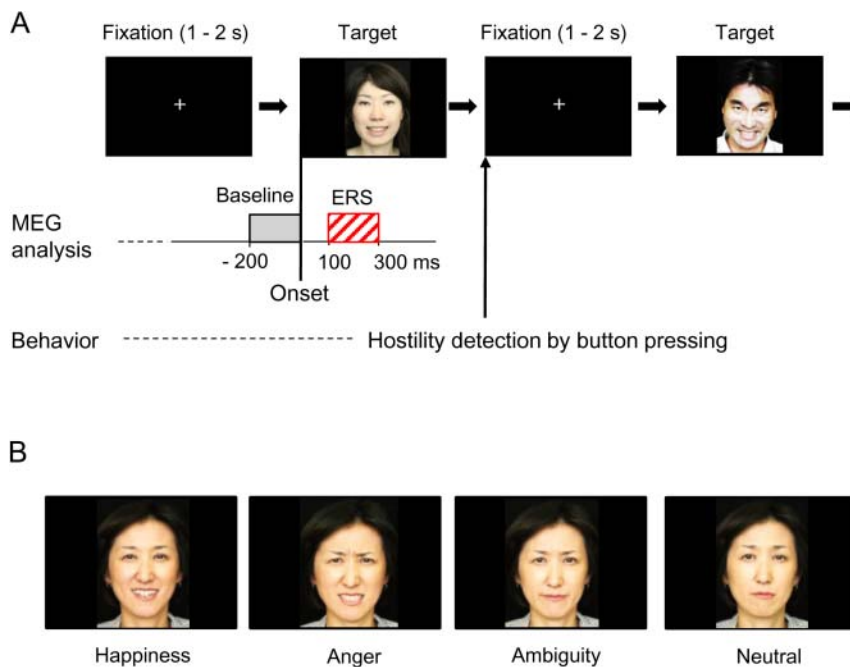 A
Fixation (1 - 2 s) Target Fixation (1 - 2 s) Target
Baseline ERS
MEG
analysis
- 200 100 300 ms
Onset
Behavior Hostility detection by button pressing
B
Happiness Anger Ambiguity Neutral